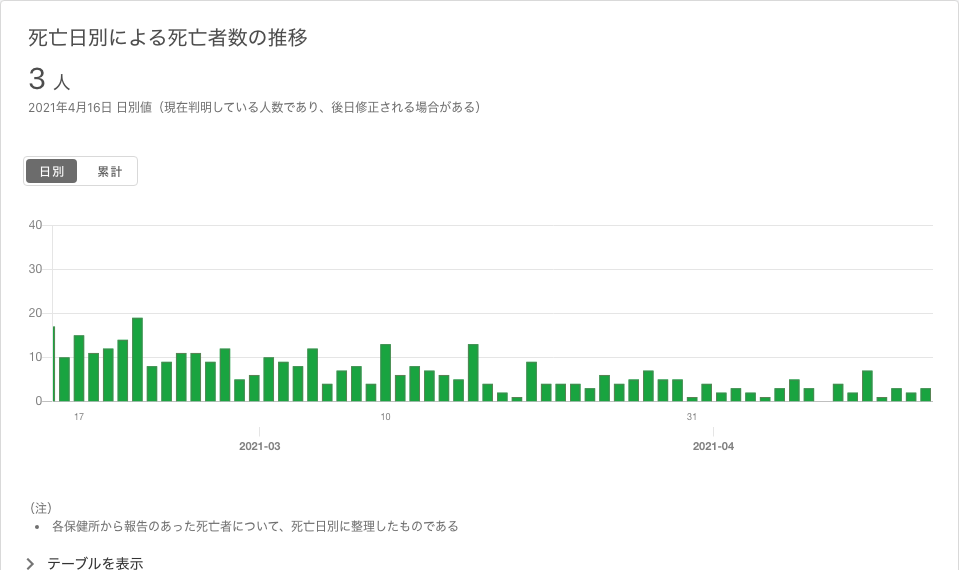 死亡日別による死亡者数の推移
3 人
2021年4月16日 日別値（現在判明している人数であり、後日修正される場合がある）
日別 累計
40
30
20
10
0
17 10 31
2021-03 2021-04
（注）
• 各保健所から報告のあった死亡者について、死亡日別に整理したものである
テーブルを表示